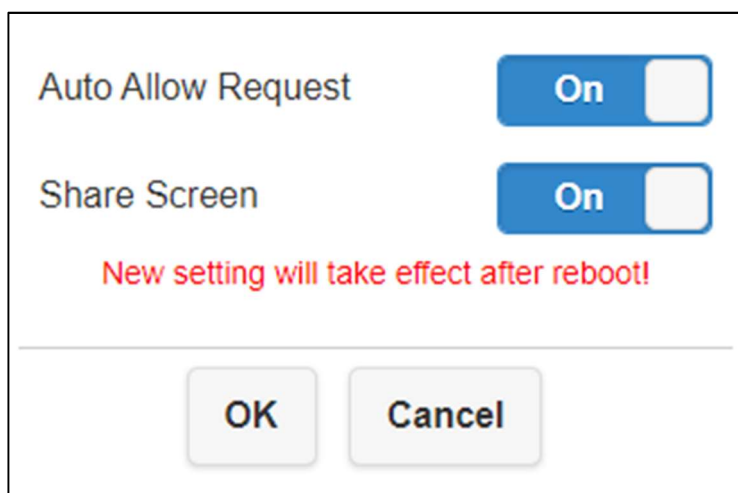 Auto Allow Request On
Share Screen On
New setting will take effect after reboot!
OK Cancel